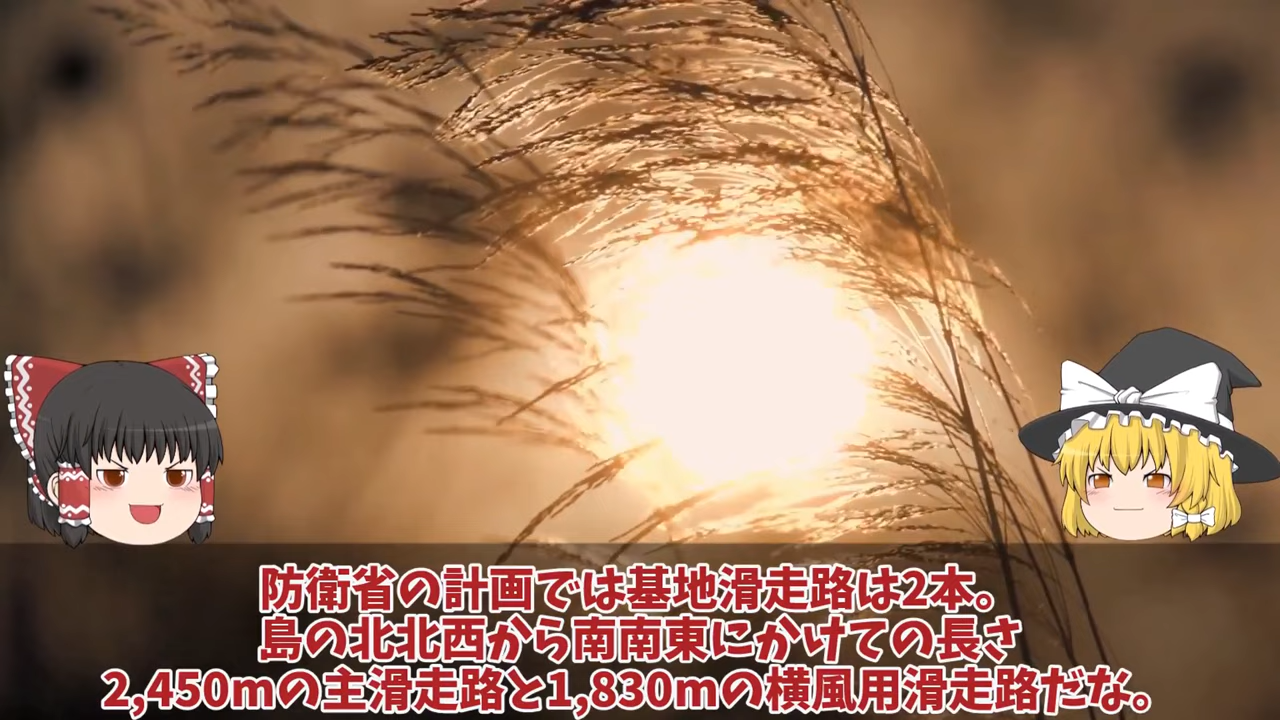 防衛省の計画では基地滑走路は2本。
島の北北西から南南東にかけての長さ
2,450mの主滑走路と1,830mの横風用滑走路だな。